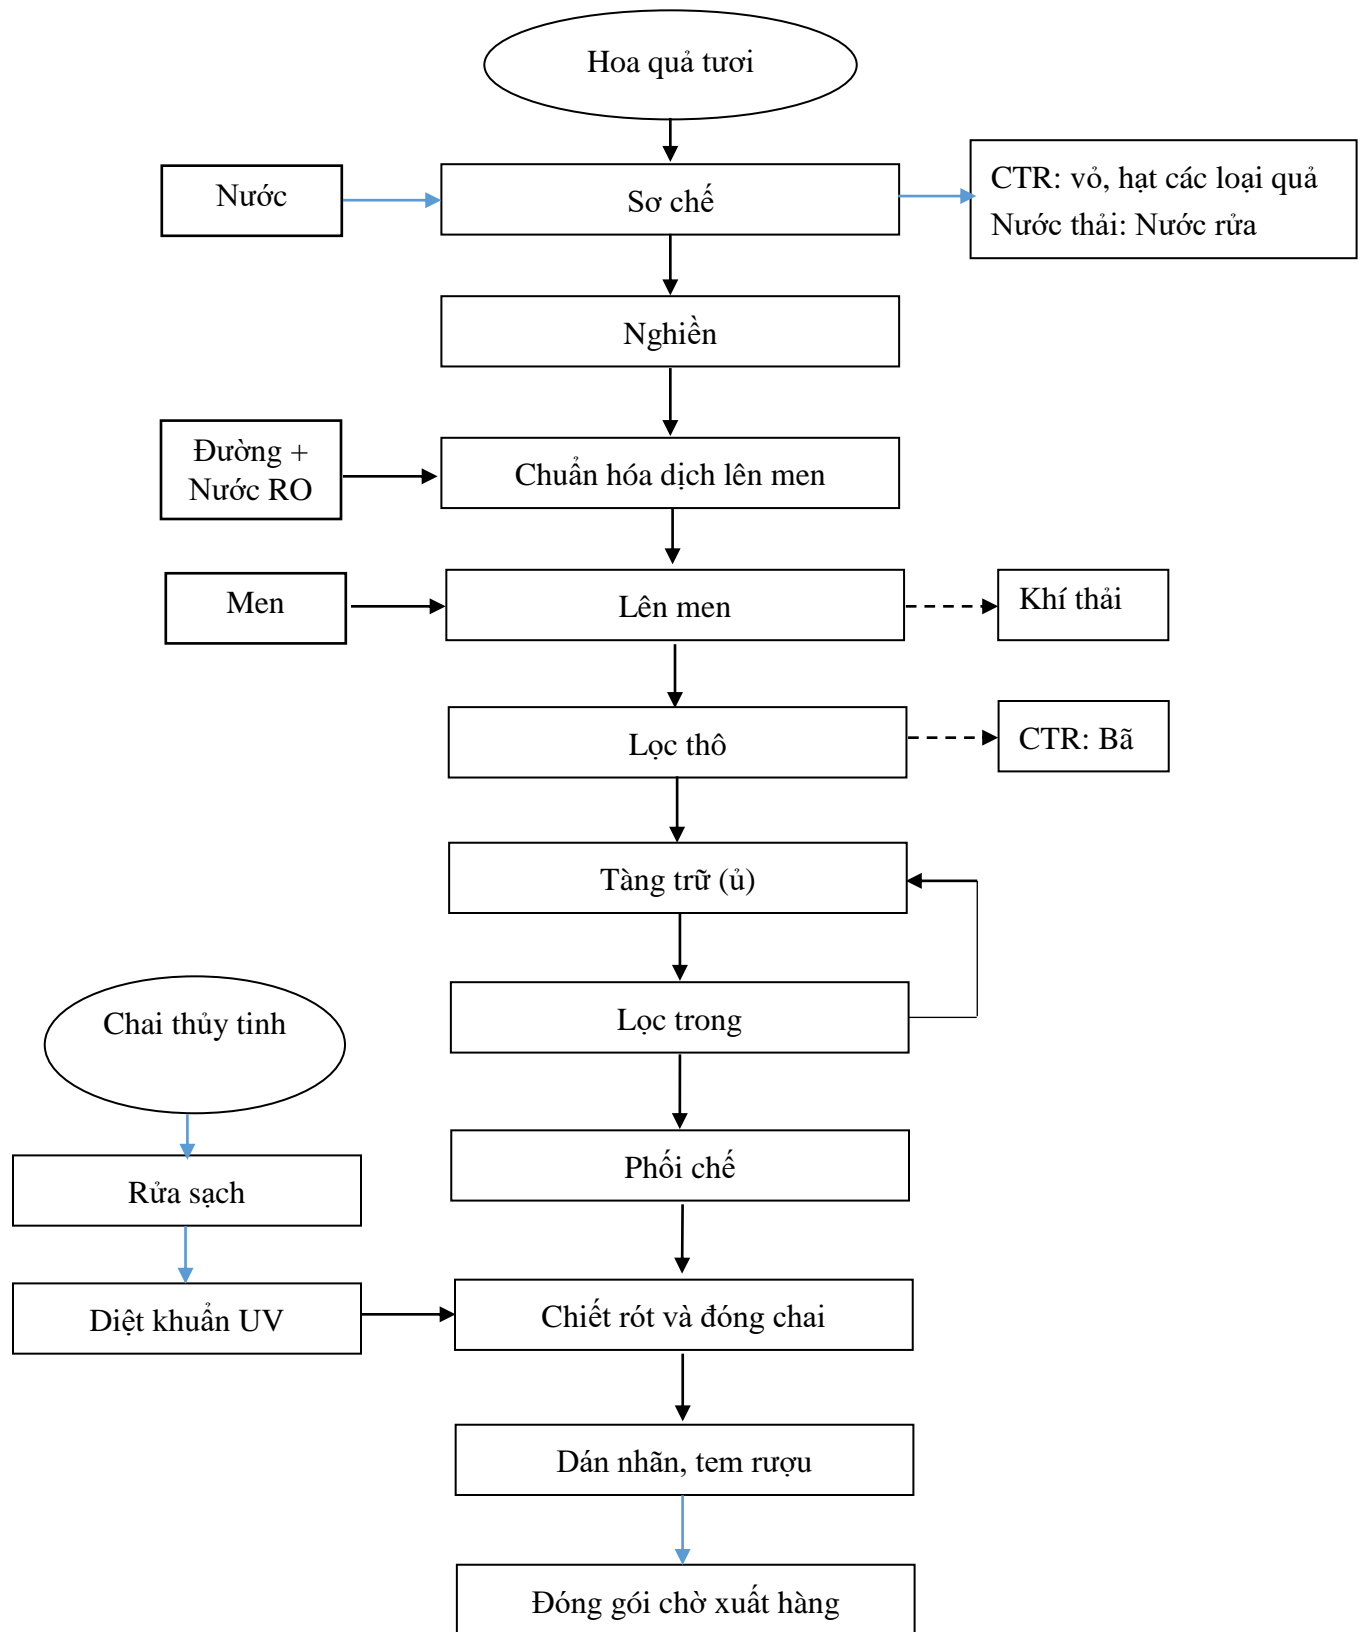 Hoa quả tươi
Nước
Sơ chế
CTR: vỏ, hạt các loại quả
Nước thải: Nước rửa
Nghiền
Đường +
Nước RO
Chuẩn hóa dịch lên men
Men
Lên men
Khí thải
Lọc thô
CTR: Bã
Tàng trữ (ủ)
Lọc trong
Chai thủy tinh
Phối chế
Rửa sạch
Diệt khuẩn UV
Chiết rót và đóng chai
Dán nhãn, tem rượu
Đóng gói chờ xuất hàng